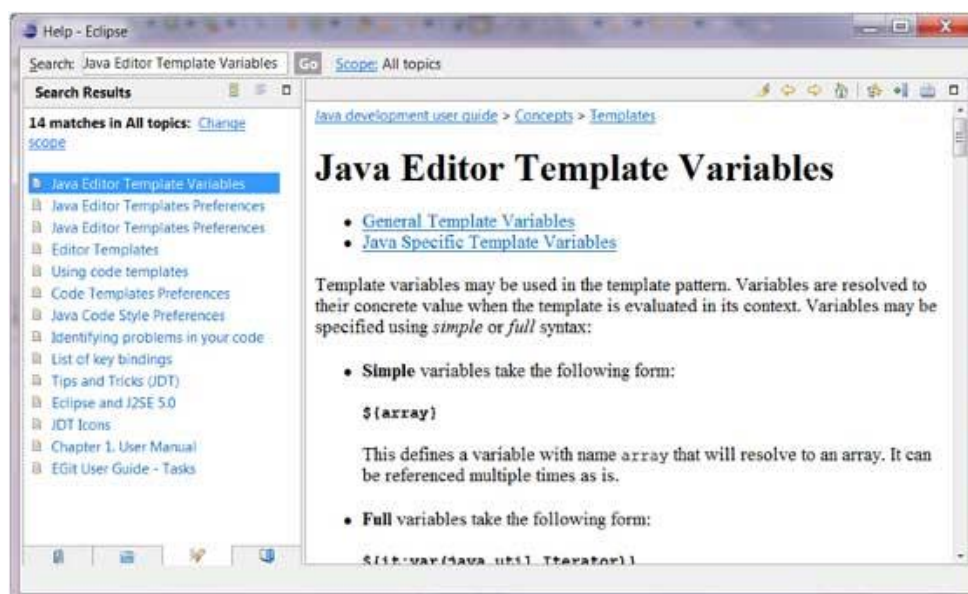 Help - Eclipse
Search: Java Editor Template Variables Go Scope: All topics
Search Results
14 matches in All topics: Change
scope
Java Editor Template Variables
Java Editor Templates Preferences
Java Editor Templates Preferences
Editor Templates
Using code templates
Code Templates Preferences
Java Code Style Preferences
Identifying problems in your code
List of key bindings
Tips and Tricks (JDT)
Eclipse and J2SE 5.0
JDT Icons
Chapter 1. User Manual
EGit User Guide - Tasks
Java development user guide > Concepts > Templates
Java Editor Template Variables
• General Template Variables
• Java Specific Template Variables
Template variables may be used in the template pattern. Variables are resolved to
their concrete value when the template is evaluated in its context. Variables may be
specified using simple or full syntax:
• Simple variables take the following form:
${array}
This defines a variable with name array that will resolve to an array. It can
be referenced multiple times as is.
• Full variables take the following form:
${it:var(java.util.Iterator)}